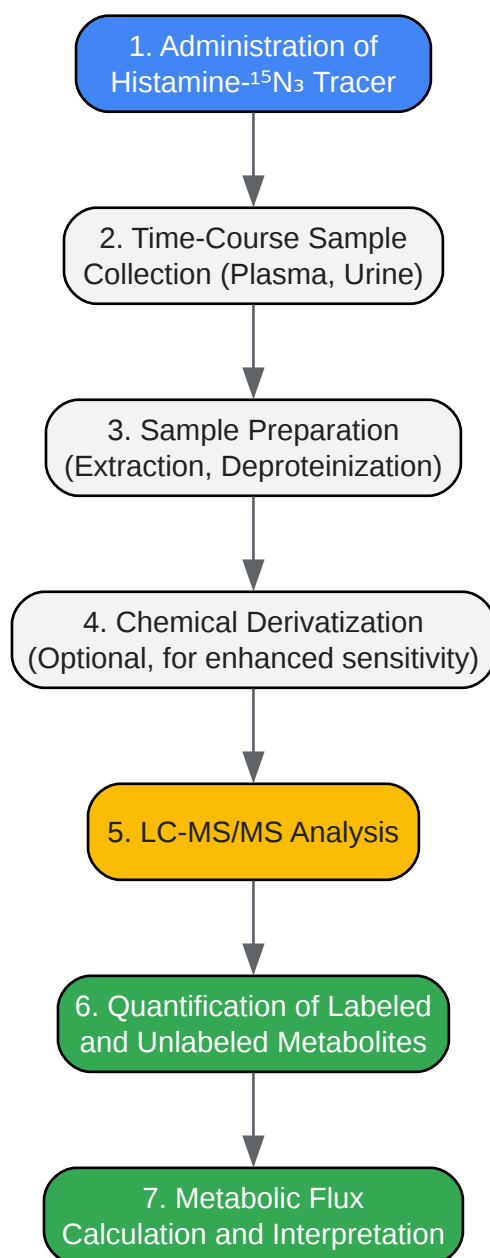 1. Administration of
Histamine-¹⁵N₃ Tracer
2. Time-Course Sample
Collection (Plasma, Urine)
3. Sample Preparation
(Extraction, Deproteinization)
4. Chemical Derivatization
(Optional, for enhanced sensitivity)
5. LC-MS/MS Analysis
6. Quantification of Labeled
and Unlabeled Metabolites
7. Metabolic Flux
Calculation and Interpretation